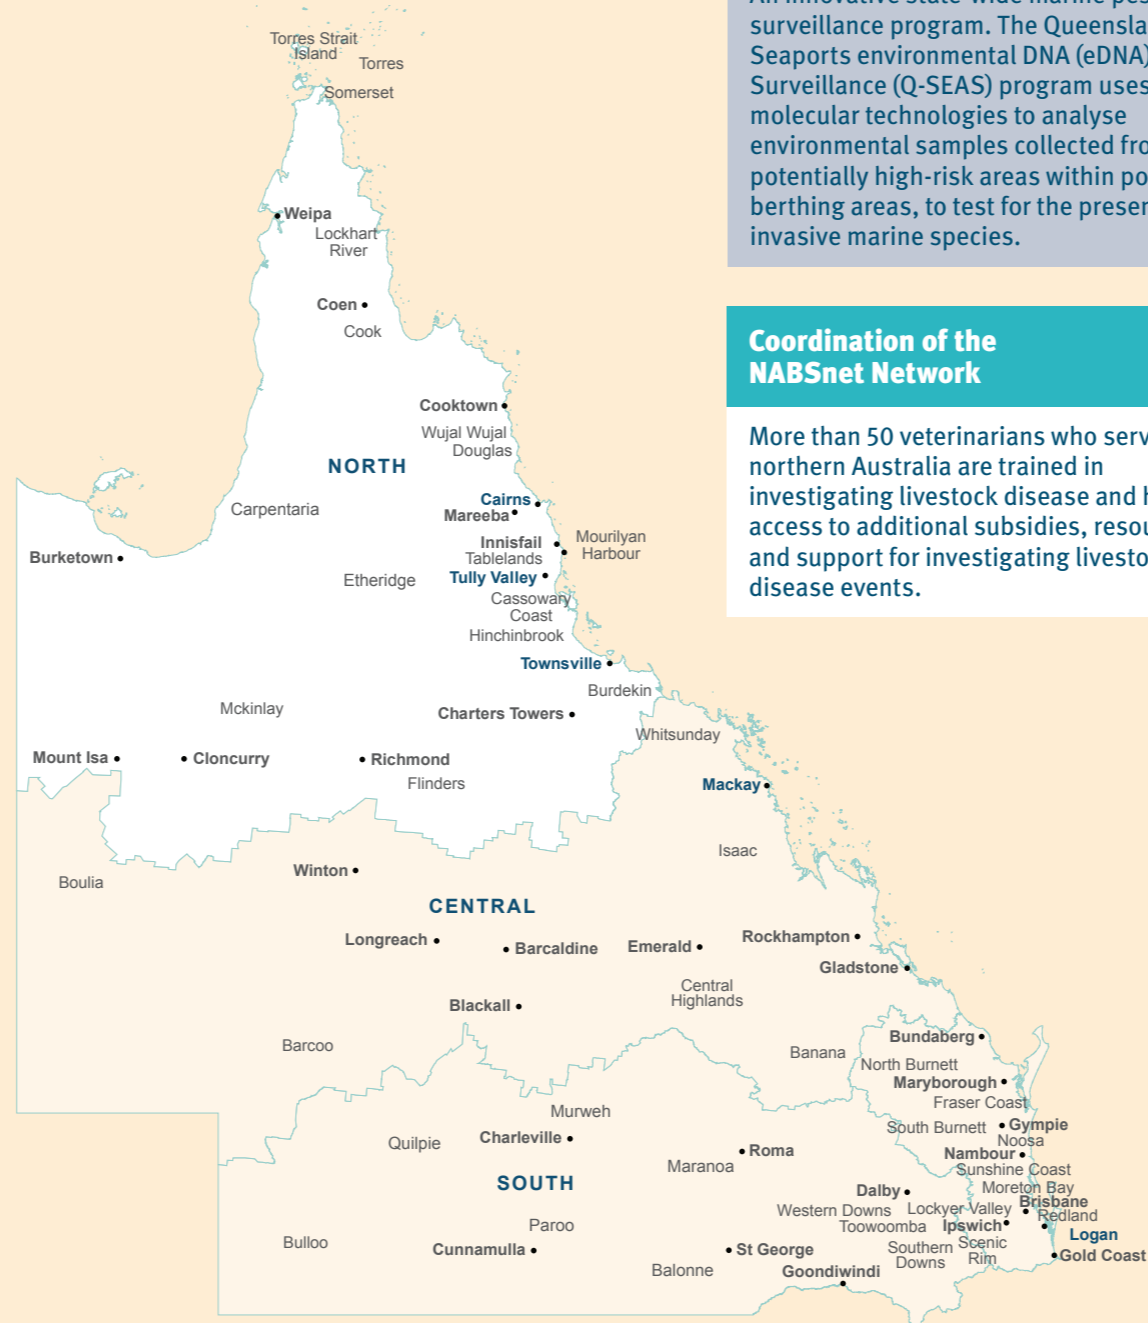 An innovative state-wide marine pes
surveillance program. The Queensla
Seaports environmental DNA (eDNA)
Surveillance (Q-SEAS) program uses
molecular technologies to analyse
environmental samples collected fro
potentially high-risk areas within po
berthing areas, to test for the presen
invasive marine species.
Coordination of the
NABSnet Network
More than 50 veterinarians who serv
northern Australia are trained in
investigating livestock disease and h
access to additional subsidies, resou
and support for investigating livesto
disease events.
Torres Strait
Island
Torres
Somerset
Weipa
Lockhart
River
Coen
Cook
Cooktown
Wujal Wujal
Douglas
NORTH
Cairns
Carpentaria
Mareeba
Innisfail
Mourilyan
Harbour
Burketown
Tablelands
Etheridge
Tully Valley
Cassowary
Coast
Hinchinbrook
Townsville
Burdekin
Mckinlay
Charters Towers
Whitsunday
Mount Isa
Cloncurry
Richmond
Flinders
Mackay
Isaac
Winton
Boulia
CENTRAL
Longreach
Barcaldine
Emerald
Rockhampton
Gladstone
Central
Highlands
Blackall
Bundaberg
Barcoo
Banana
North Burnett
Maryborough
Fraser Coast
Murweh
South Burnett
Gympie
Quilpie
Charleville
Noosa
Roma
Nambour
Maranoa
Sunshine Coast
SOUTH
Moreton Bay
Dalby
Brisbane
Western Downs
Lockyer Valley
Redland
Paroo
Toowoomba
Ipswich
Logan
Bulloo
Cunnamulla
St George
Southern
Downs
Scenic
Rim
Gold Coast
Balonne
Goondiwindi